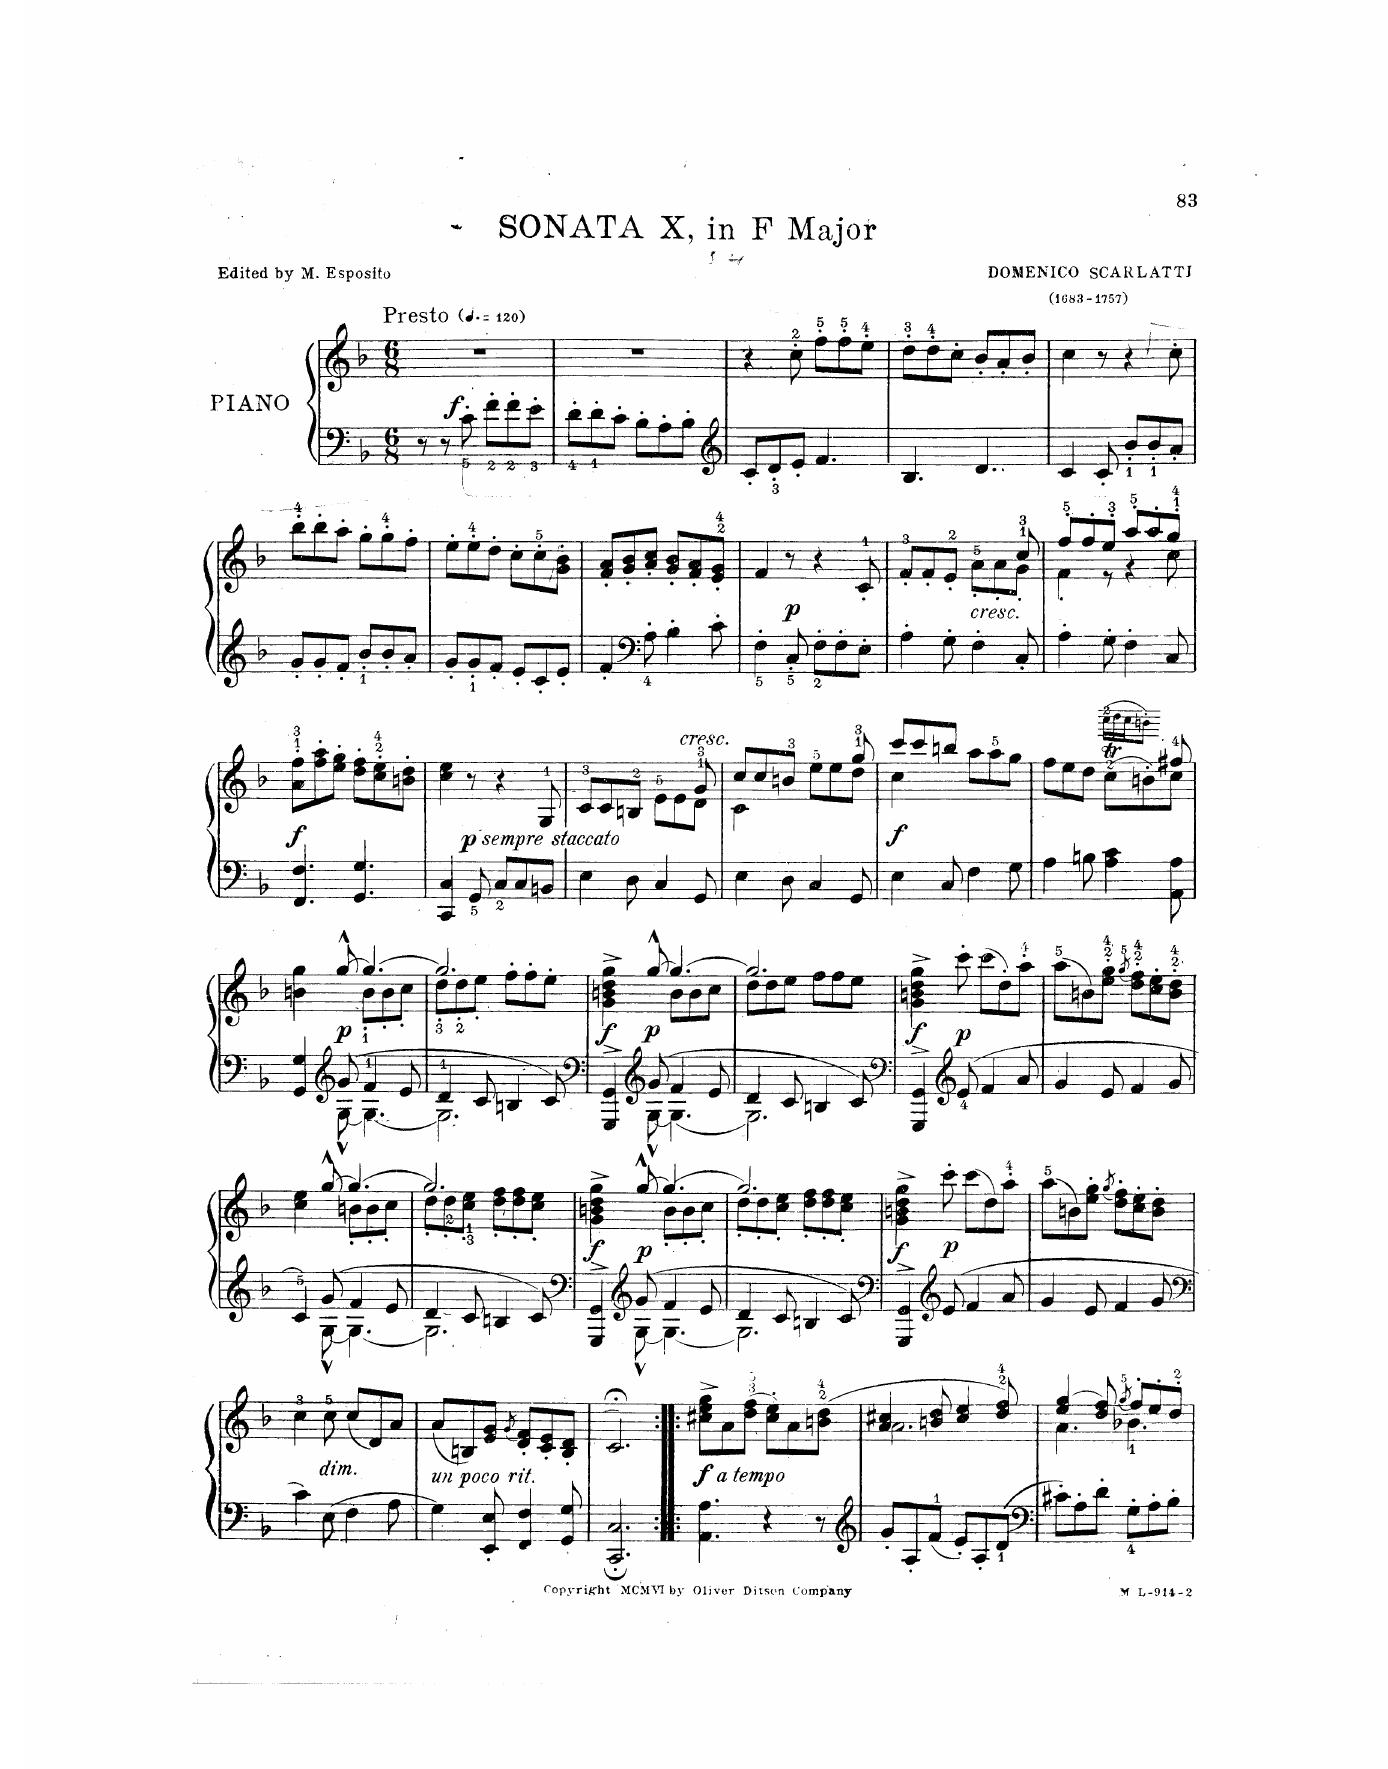 83
SONATA X, in F Major
Edited by M. Esposito
DOMENICO SCARLATTI
(1683-1757)
Presto (♩. = 120)
PIANO
f
p
cresc.
cresc.
f
p sempre staccato
f
tr
p
f
p
f
p
f
p
f
p
dim.
un poco rit.
f a tempo
Copyright MCMVI by Oliver Ditson Company
M L-914-2